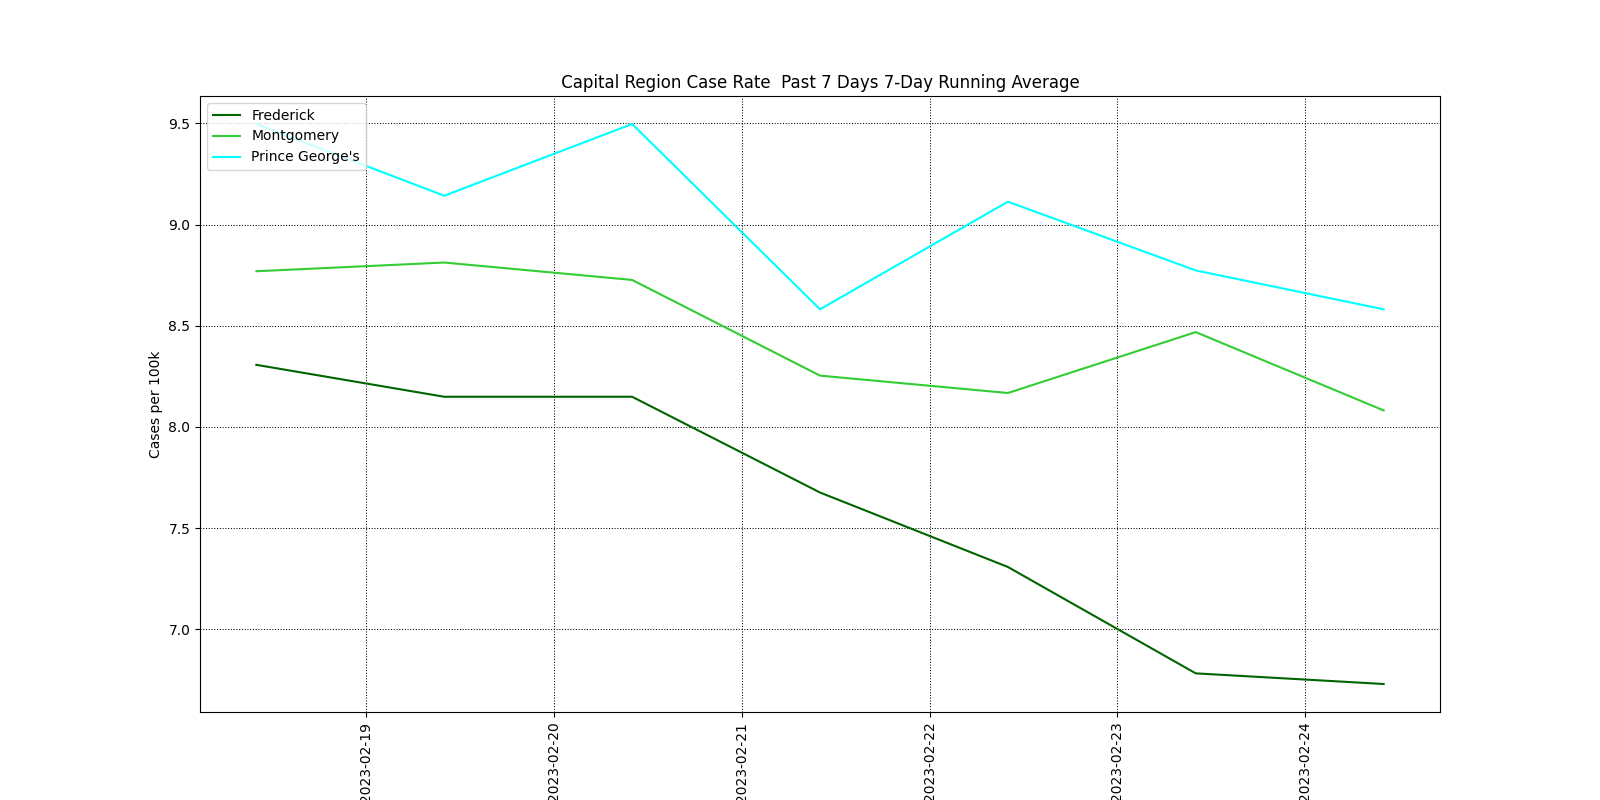 Capital Region Case Rate  Past 7 Days 7-Day Running Average
Frederick
Montgomery
Prince George's
9.5
9.0
8.5
8.0
7.5
7.0
Cases per 100k
2023-02-19
2023-02-20
2023-02-21
2023-02-22
2023-02-23
2023-02-24